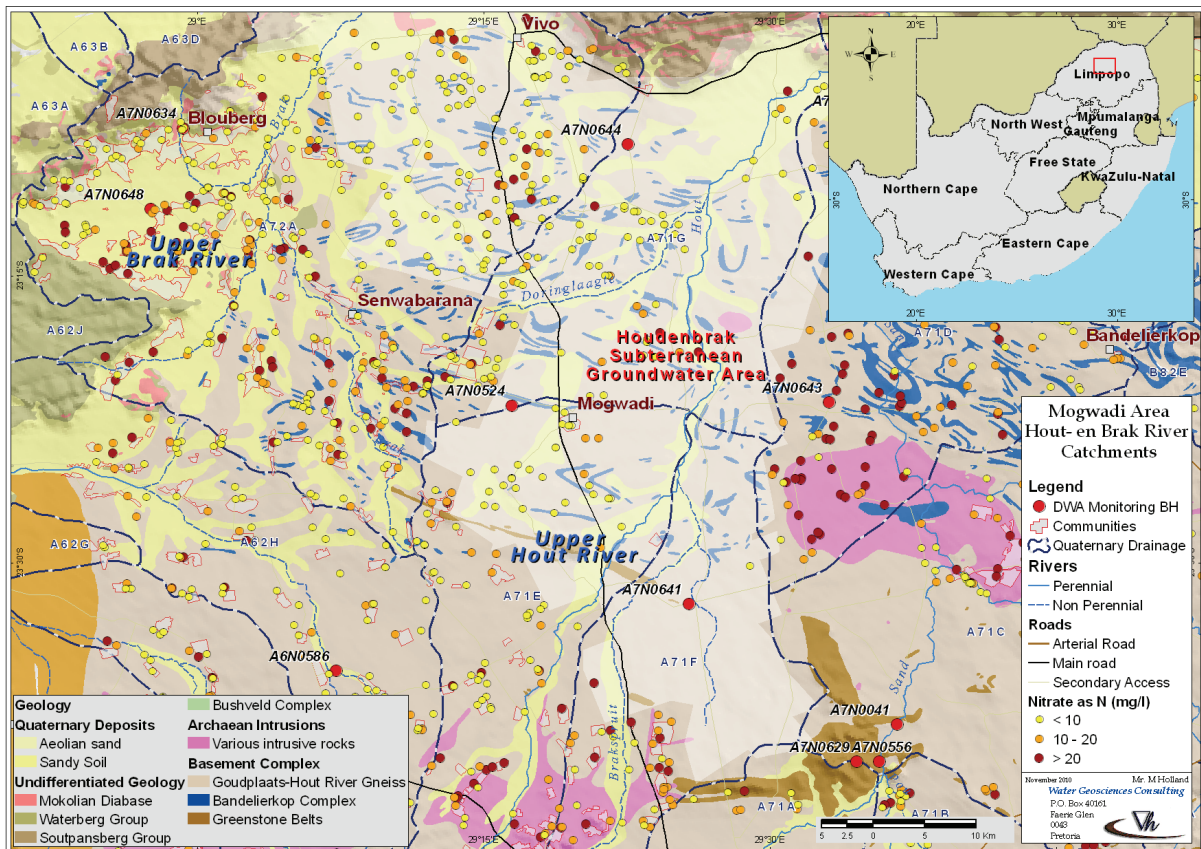 29°E
29°15'E
29°30'E
A63B
A63D
Vivo
20°E
30°E
N
W
E
S
Limpopo
A63A
A7N0634
Blouberg
Brak
A7N0644
North West
Mpumalanga
Gauteng
Free State
KwaZulu-Natal
Northern Cape
30°S
30°S
Eastern Cape
Western Cape
20°E
30°E
A7N0648
Upper
Brak River
A72A
A71G
Hout
23°15'S
Senwabarana
Doringlaagte
A62J
A71D
Bandelierkop
B82E
Houdenbrak
Subterranean
Groundwater Area
A7N0524
A7N0643
Mogwadi
Mogwadi Area
Hout- en Brak River
Catchments
Legend
DWA Monitoring BH
Communities
Quaternary Drainage
Rivers
Perennial
Non Perennial
Roads
Arterial Road
Main road
Secondary Access
Nitrate as N (mg/l)
< 10
10 - 20
> 20
November 2010
Mr. M Holland
Water Geosciences Consulting
P.O. Box 40161
Faerie Glen
0043
Pretoria
A62G
A62H
23°30'S
Upper
Hout River
A71E
A7N0641
A71C
A71F
A6N0586
Sand
A7N0041
A7N0629
A7N0556
Brakspruit
A71A
A71B
Geology
Quaternary Deposits
Aeolian sand
Sandy Soil
Undifferentiated Geology
Mokolian Diabase
Waterberg Group
Soutpansberg Group
Bushveld Complex
Archaean Intrusions
Various intrusive rocks
Basement Complex
Goudplaats-Hout River Gneiss
Bandelierkop Complex
Greenstone Belts
29°15'E
29°30'E
5 2.5 0 5 10 Km